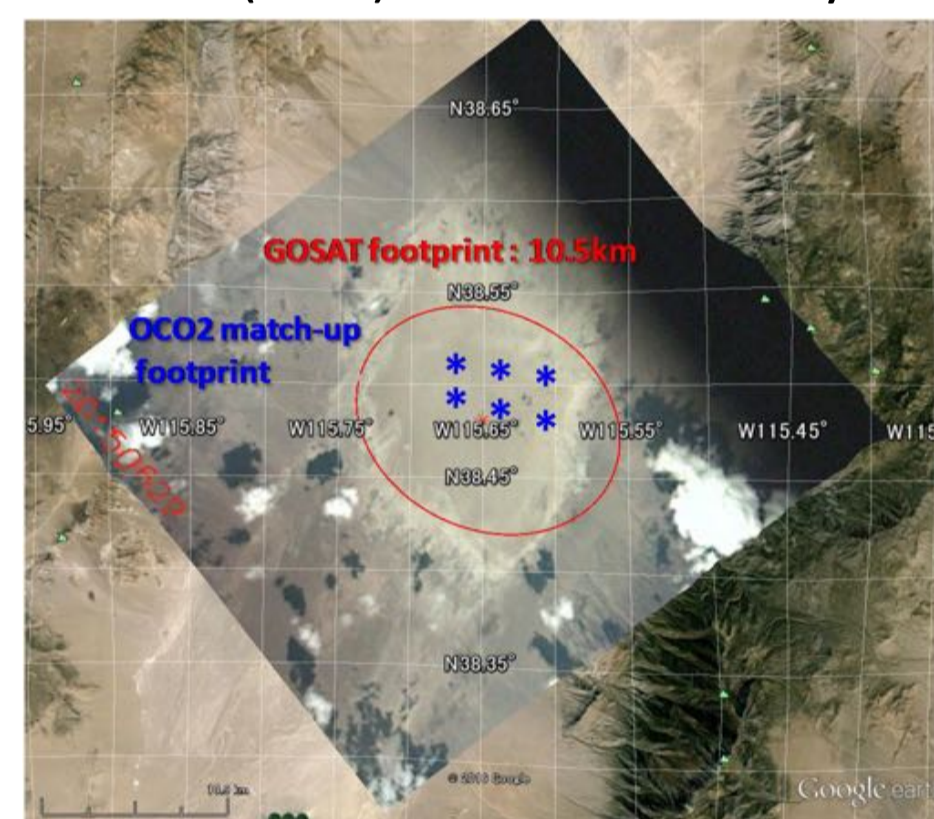 N38.65°
GOSAT footprint : 10.5km
N38.55°
OCO2 match-up
footprint
5.95°
W115.85°
W115.75°
W115.65°
W115.55°
W115.45°
W115
N38.45°
N38.35°
© 2016 Google
Google eart